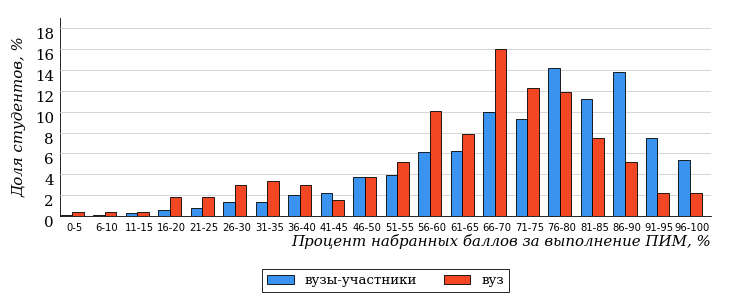 Доля студентов, %
18
16
14
12
10
8
6
4
2
0
0-5 6-10 11-15 16-20 21-25 26-30 31-35 36-40 41-45 46-50 51-55 56-60 61-65 66-70 71-75 76-80 81-85 86-90 91-95 96-100
Процент набранных баллов за выполнение ПИМ, %
вузы-участники вуз